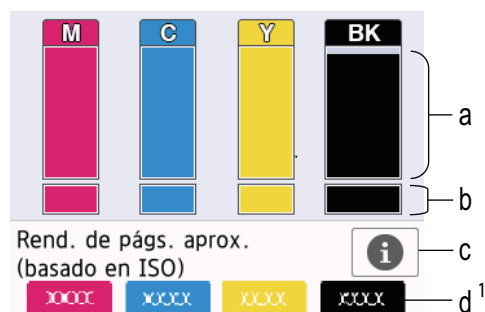 M C Y BK
a
b
Rend. de págs. aprox.
(basado en ISO)
c
XXXX XXXX XXXX XXXX
d 1